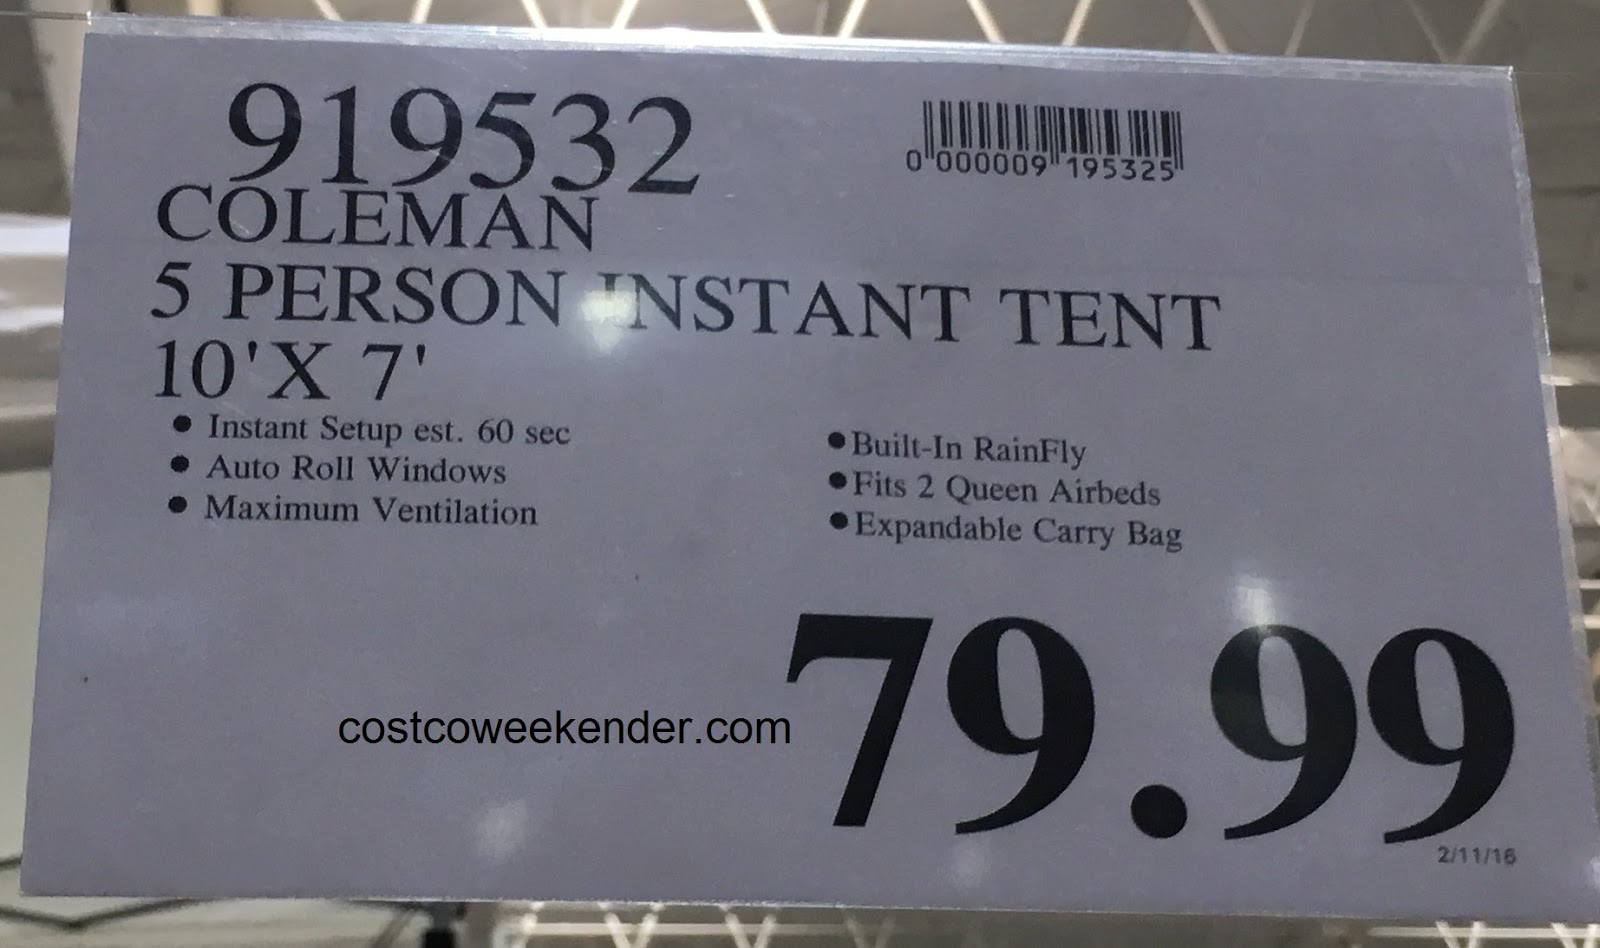 919532
0 000009 195325
COLEMAN
5 PERSON INSTANT TENT
10'X 7'
• Instant Setup est. 60 sec
• Auto Roll Windows
• Maximum Ventilation
• Built-In RainFly
• Fits 2 Queen Airbeds
• Expandable Carry Bag
79.99
costcoweekender.com
2/11/16